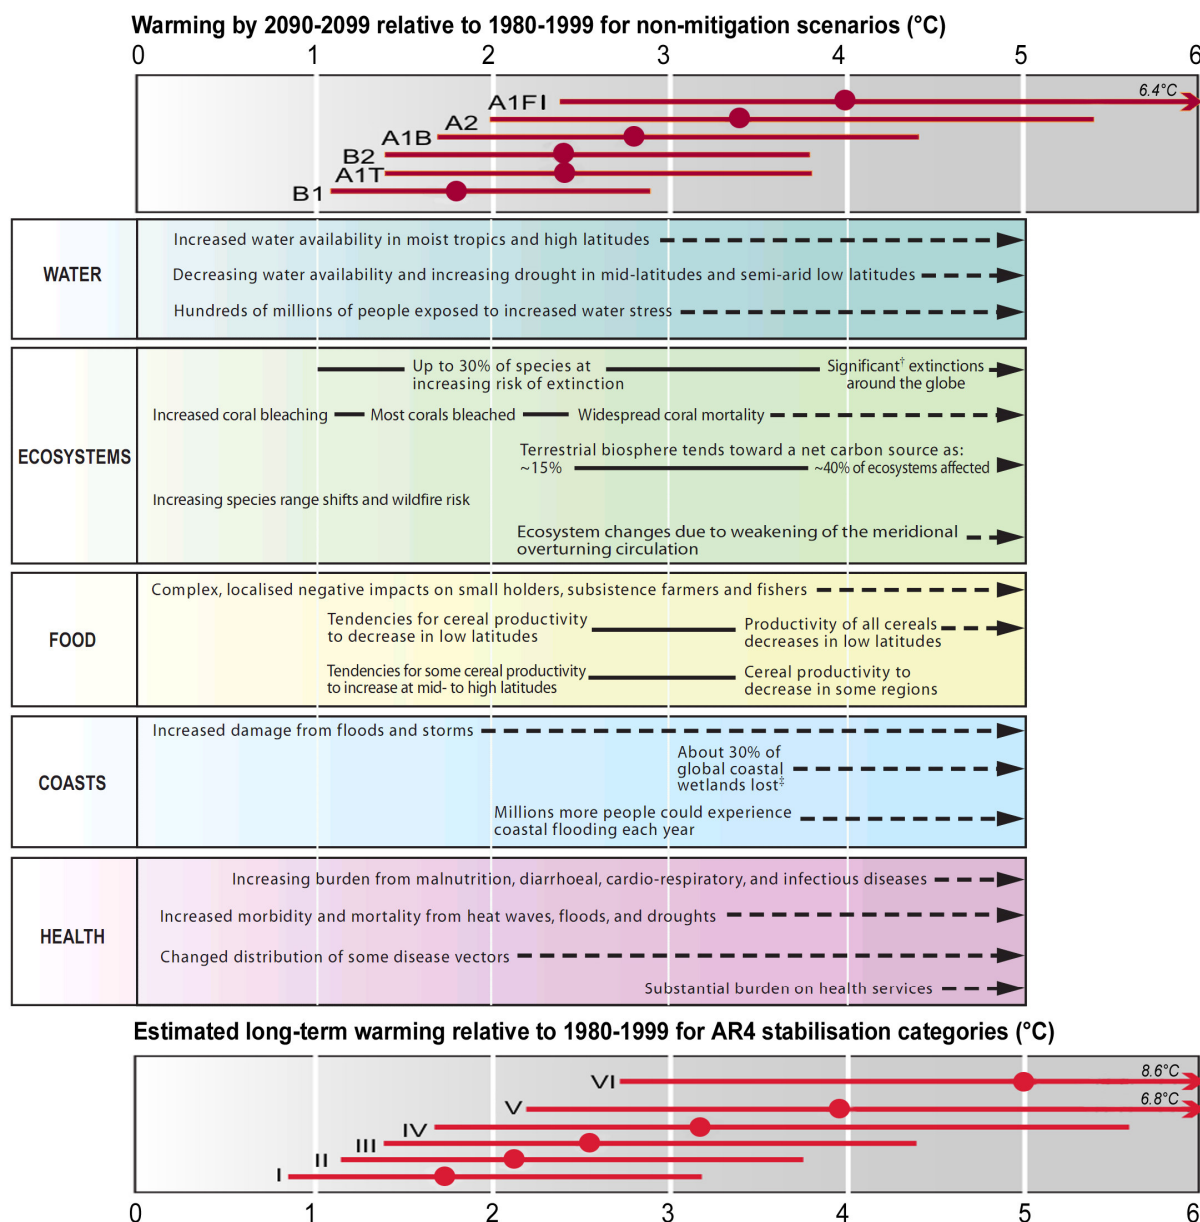 Warming by 2090-2099 relative to 1980-1999 for non-mitigation scenarios (°C)
0 1 2 3 4 5 6
6.4°C
A1FI
A2
A1B
B2
A1T
B1
WATER
Increased water availability in moist tropics and high latitudes
Decreasing water availability and increasing drought in mid-latitudes and semi-arid low latitudes
Hundreds of millions of people exposed to increased water stress
ECOSYSTEMS
Up to 30% of species at
increasing risk of extinction
Significant† extinctions
around the globe
Increased coral bleaching
Most corals bleached
Widespread coral mortality
Terrestrial biosphere tends toward a net carbon source as:
~15%
~40% of ecosystems affected
Increasing species range shifts and wildfire risk
Ecosystem changes due to weakening of the meridional
overturning circulation
FOOD
Complex, localised negative impacts on small holders, subsistence farmers and fishers
Tendencies for cereal productivity
to decrease in low latitudes
Productivity of all cereals
decreases in low latitudes
Tendencies for some cereal productivity
to increase at mid- to high latitudes
Cereal productivity to
decrease in some regions
COASTS
Increased damage from floods and storms
About 30% of
global coastal
wetlands lost‡
Millions more people could experience
coastal flooding each year
HEALTH
Increasing burden from malnutrition, diarrhoeal, cardio-respiratory, and infectious diseases
Increased morbidity and mortality from heat waves, floods, and droughts
Changed distribution of some disease vectors
Substantial burden on health services
Estimated long-term warming relative to 1980-1999 for AR4 stabilisation categories (°C)
8.6°C
VI
6.8°C
V
IV
III
II
I
0 1 2 3 4 5 6